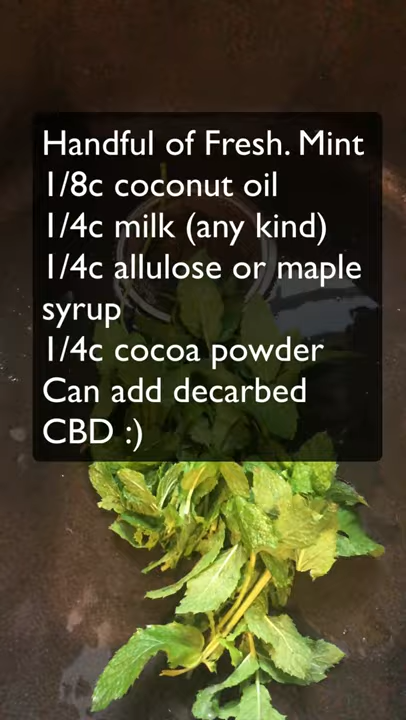 Handful of Fresh. Mint
1/8c coconut oil
1/4c milk (any kind)
1/4c allulose or maple
syrup
1/4c cocoa powder
Can add decarbed
CBD :)